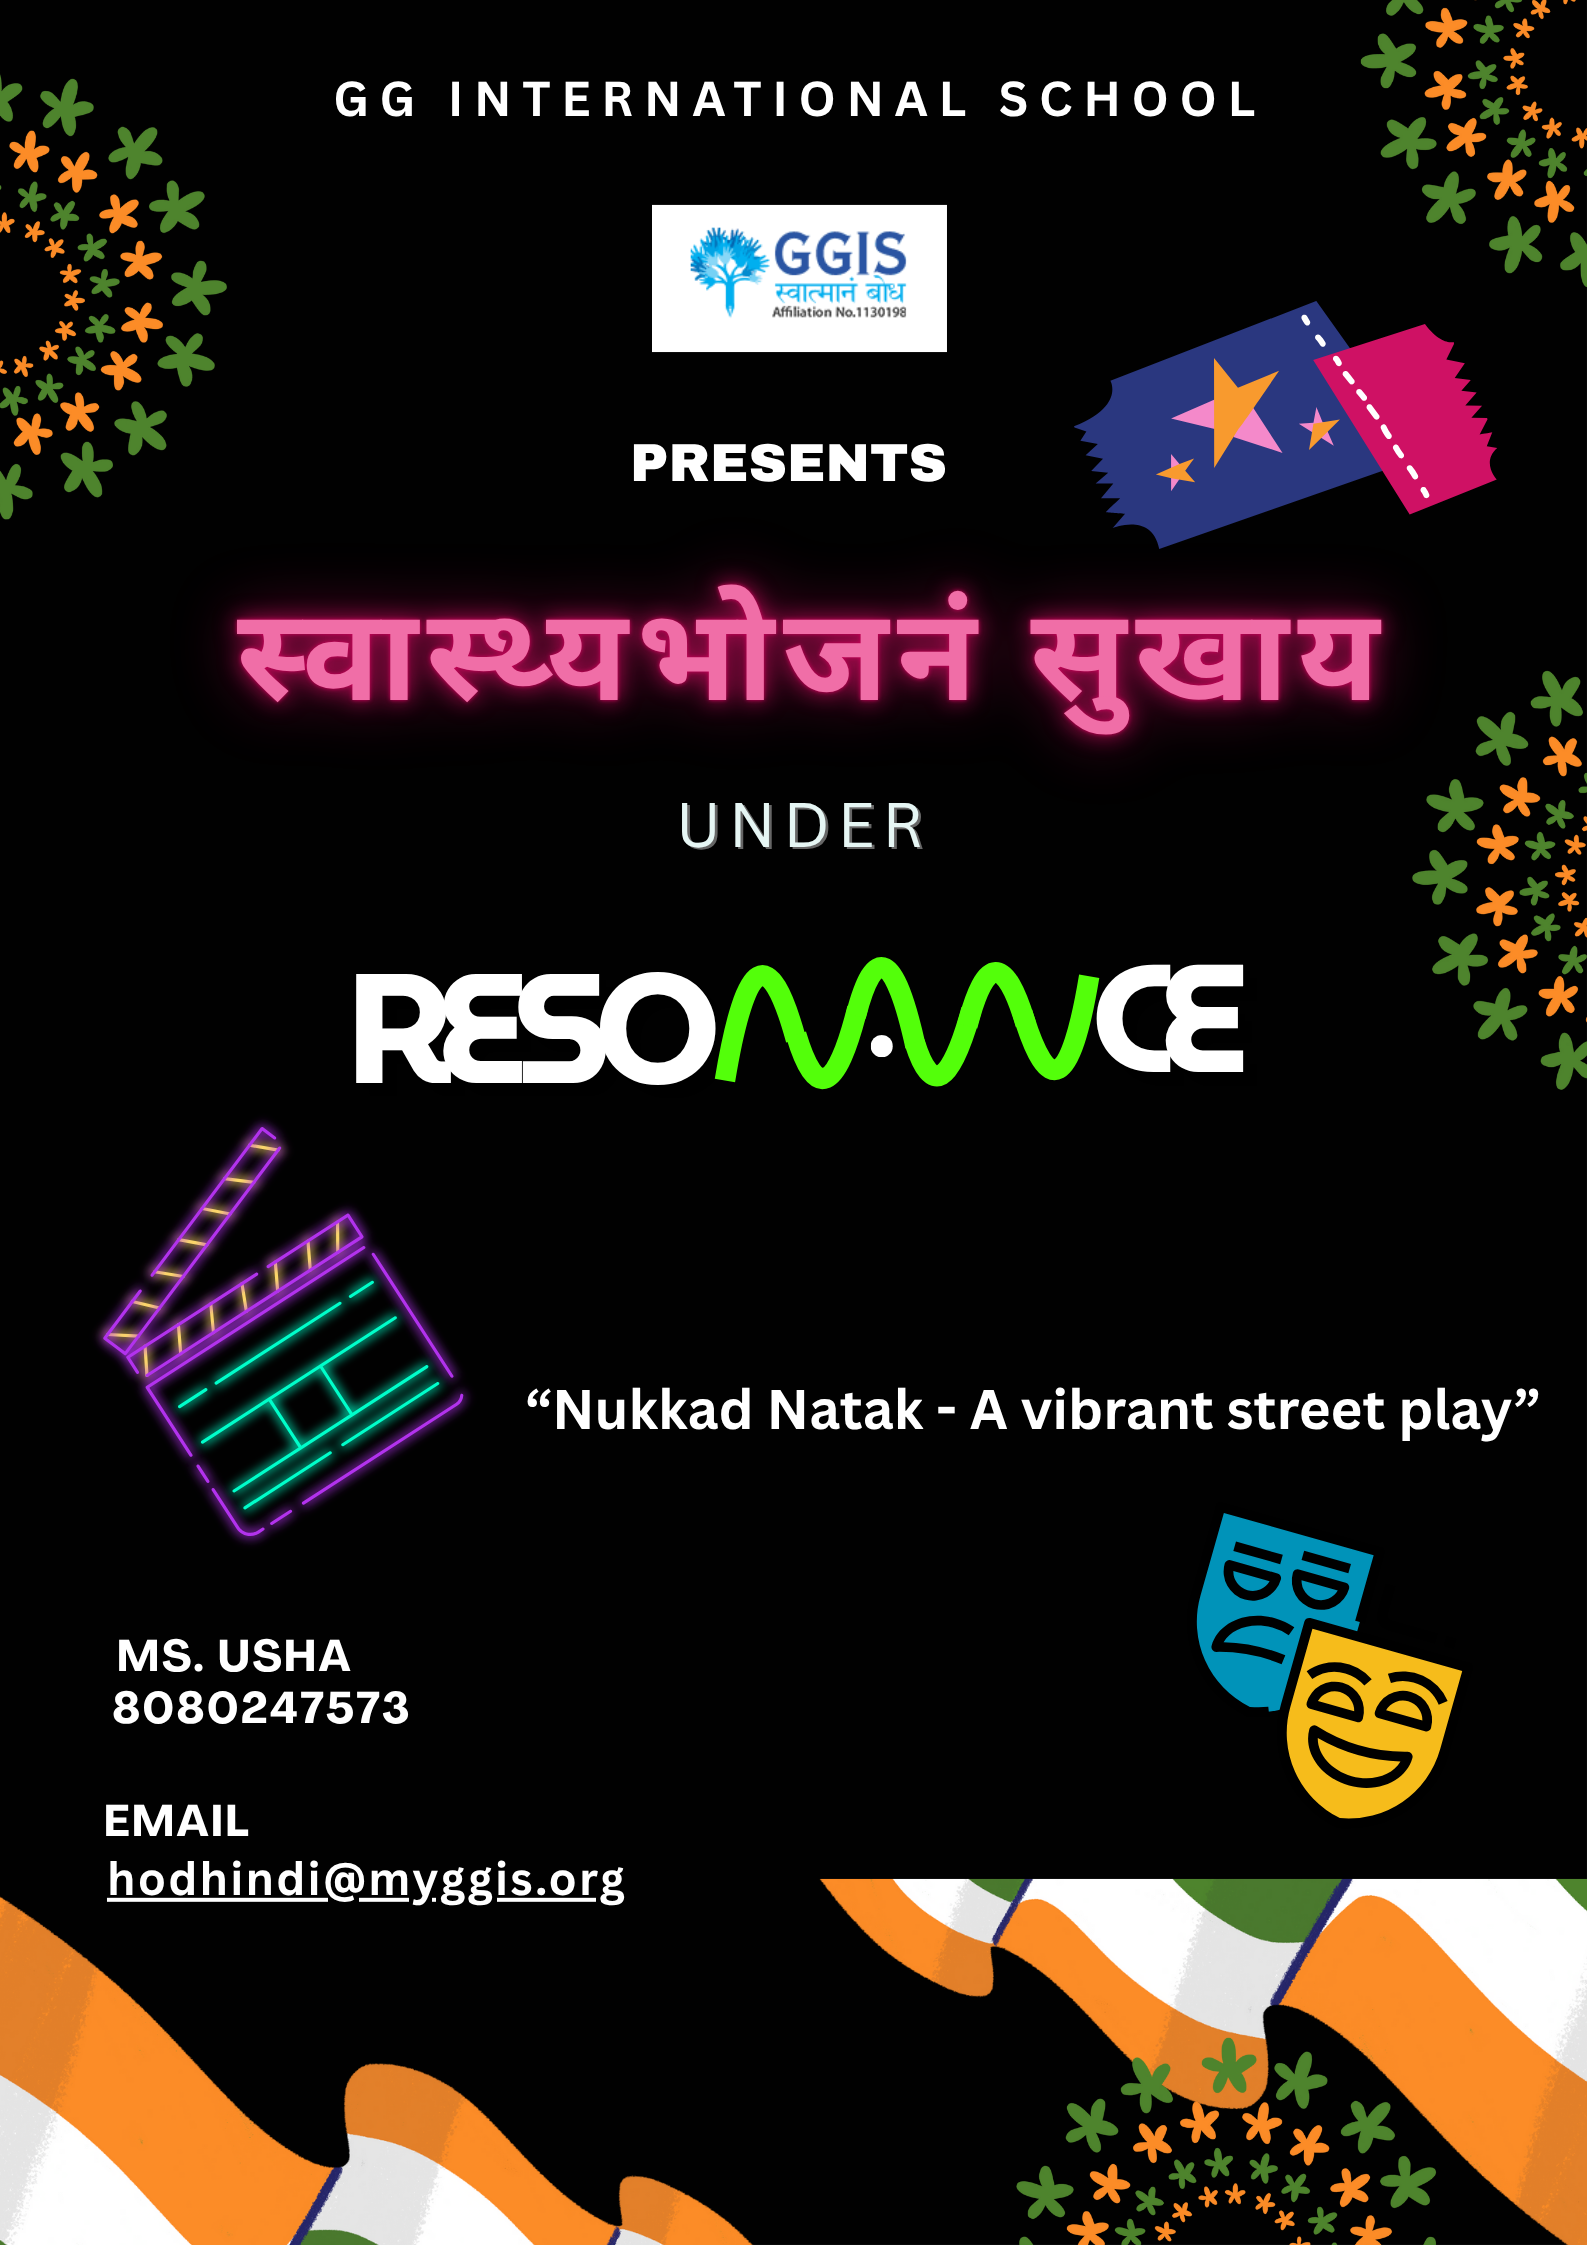 GG INTERNATIONAL SCHOOL
GGIS
स्वात्मानं बोध
Affiliation No.1130198
PRESENTS
स्वास्थ्यभोजनं सुखाय
UNDER
RESONANCE
“Nukkad Natak - A vibrant street play”
MS. USHA
8080247573
EMAIL
hodhindi@myggis.org